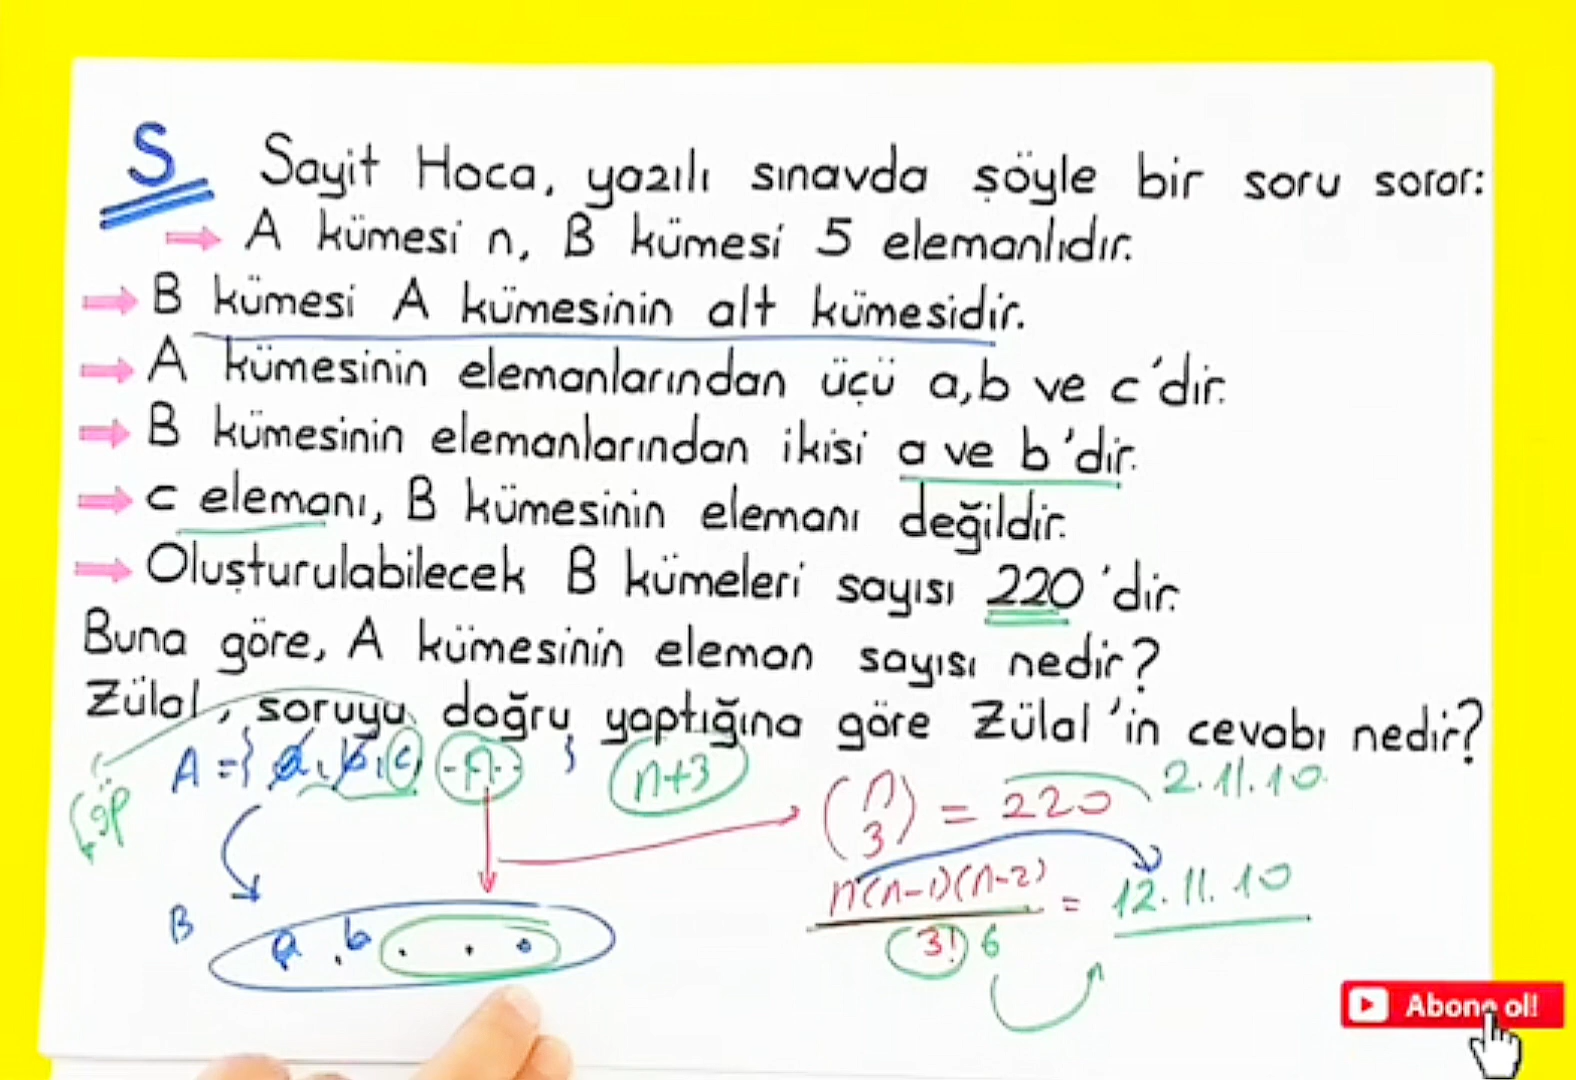 S Sayit Hoca, yazılı sınavda şöyle bir soru sorar:
A kümesi n, B kümesi 5 elemanlıdır.
B kümesi A kümesinin alt kümesidir.
A kümesinin elemanlarından üçü a,b ve c'dir.
B kümesinin elemanlarından ikisi a ve b'dir.
c elemanı, B kümesinin elemanı değildir.
Oluşturulabilecek B kümeleri sayısı 220'dir.
Buna göre, A kümesinin eleman sayısı nedir?
Zülal, soruyu doğru yaptığına göre Zülal'in cevabı nedir?
A = { a, b, c, ..n.. } n+3
(n 3) = 220 2.11.10
n(n-1)(n-2) = 12.11.10
3! 6
B a . b . . .
Abone ol!